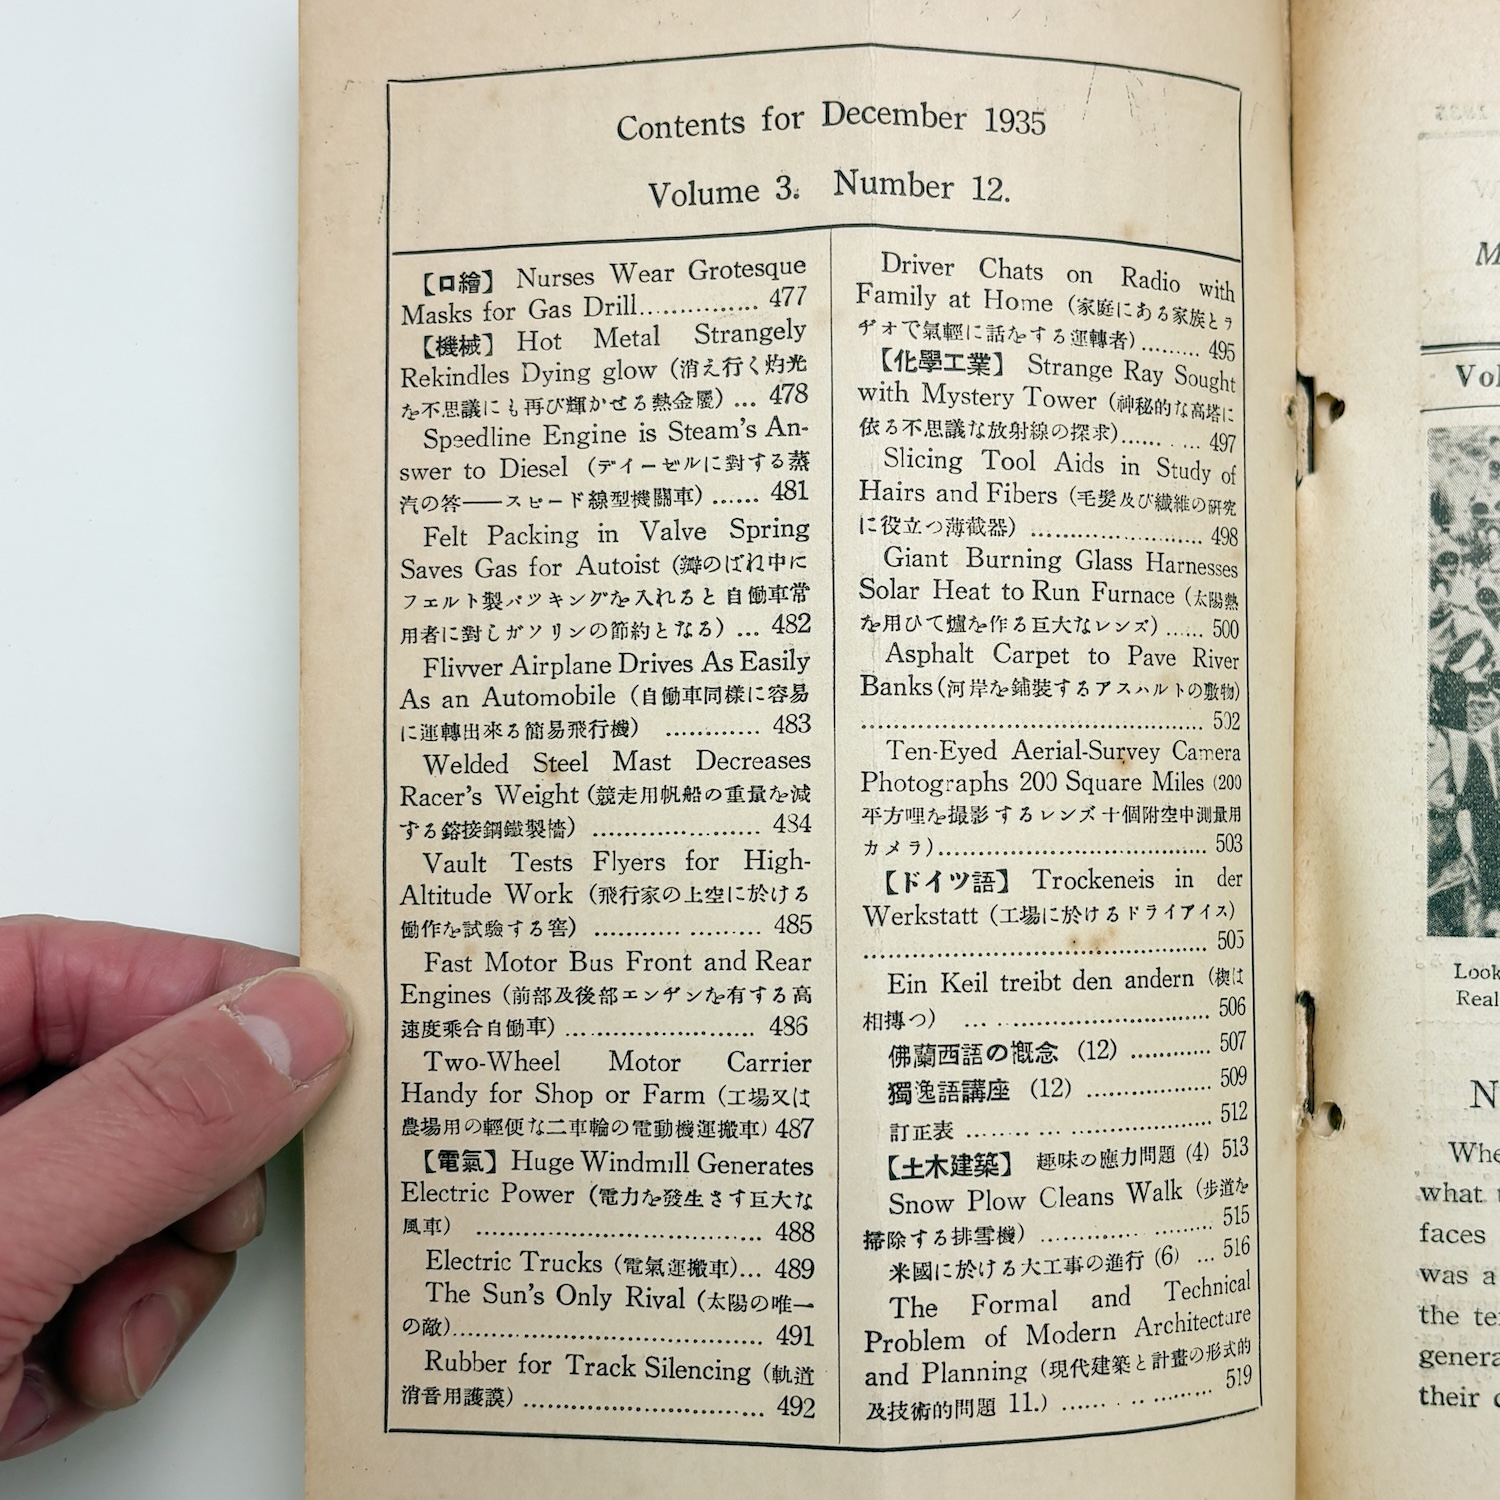 Contents for December 1935
Volume 3. Number 12.
【口繪】 Nurses Wear Grotesque
Masks for Gas Drill............... 477
【機械】 Hot Metal Strangely
Rekindles Dying glow (消え行く灼光
を不思議にも再び輝かせる熱金屬) ... 478
Speedline Engine is Steam's An-
swer to Diesel (デイーゼルに對する蒸
汽の答――スピード線型機關車) ...... 481
Felt Packing in Valve Spring
Saves Gas for Autoist (瓣のばね中に
フエルト製パツキングを入れると自働車常
用者に對しガソリンの節約となる) ... 482
Flivver Airplane Drives As Easily
As an Automobile (自働車同様に容易
に運轉出來る簡易飛行機) ............ 483
Welded Steel Mast Decreases
Racer's Weight (競走用帆船の重量を減
ずる鎔接鋼鐵製檣) ..................... 484
Vault Tests Flyers for High-
Altitude Work (飛行家の上空に於ける
働作を試驗する窖) ........... ......... 485
Fast Motor Bus Front and Rear
Engines (前部及後部エンヂンを有する高
速度乘合自働車) ........................ 486
Two-Wheel Motor Carrier
Handy for Shop or Farm (工場又は
農場用の輕便な二車輪の電動機運搬車) 487
【電氣】 Huge Windmill Generates
Electric Power (電力を發生さす巨大な
風車) .................................... 488
Electric Trucks (電氣運搬車)... 489
The Sun's Only Rival (太陽の唯一
の敵)....................................... 491
Rubber for Track Silencing (軌道
消音用護謨) .............................. 492
Driver Chats on Radio with
Family at Home (家庭にある家族とラ
ヂオで氣輕に話をする運轉者) ......... 495
【化學工業】 Strange Ray Sought
with Mystery Tower (神秘的な高塔に
依る不思議な放射線の探求)...... . ... 497
Slicing Tool Aids in Study of
Hairs and Fibers (毛髮及び纎維の研究
に役立つ薄截器) ........................ 498
Giant Burning Glass Harnesses
Solar Heat to Run Furnace (太陽熱
を用ひて爐を作る巨大なレンズ) ...... 500
Asphalt Carpet to Pave River
Banks (河岸を鋪裝するアスハルトの敷物)
............................................. 502
Ten-Eyed Aerial-Survey Camera
Photographs 200 Square Miles (200
平方哩を撮影するレンズ十個附空中測量用
カメラ).................................... 503
【ドイツ語】 Trockeneis in der
Werkstatt (工場に於けるドライアイス)
............................................. 505
Ein Keil treibt den andern (楔は
相摶つ) ... ........................... 506
佛蘭西語の概念 (12) ............ 507
獨逸語講座 (12) .................. 509
訂正表 ........ ... .................. 512
【土木建築】 趣味の應力問題 (4) 513
Snow Plow Cleans Walk (歩道を
掃除する排雪機) ........................ 515
米國に於ける大工事の進行 (6) ... 516
The Formal and Technical
Problem of Modern Architecture
and Planning (現代建築と計畫の形式的
及技術的問題 11.) ...... . .. ......... 519
Vol
Look
Real
N
Whe
what
faces
was a
the te
genera
their